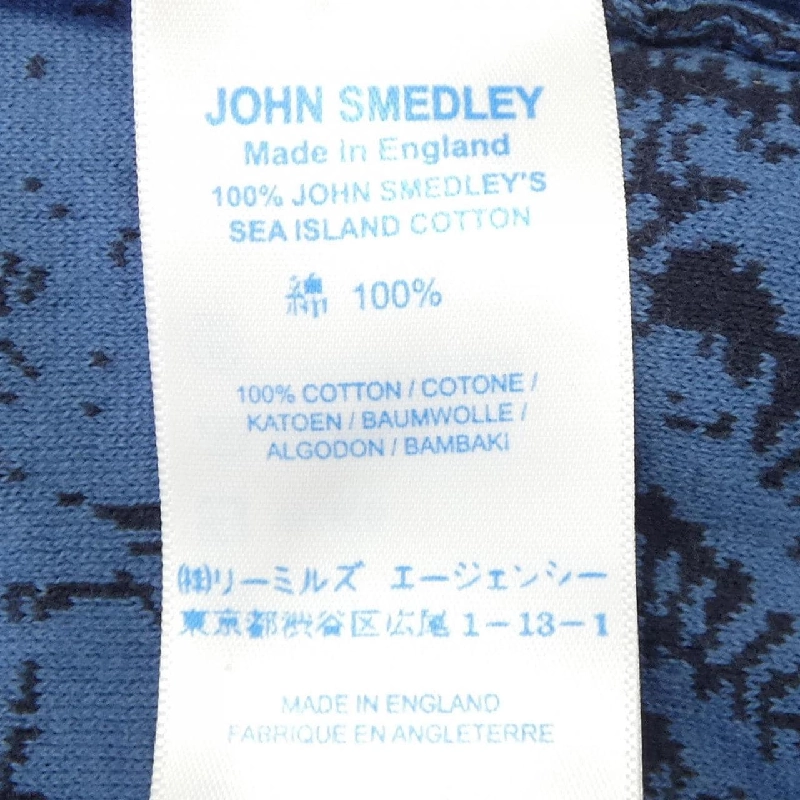 JOHN SMEDLEY
Made in England
100% JOHN SMEDLEY'S
SEA ISLAND COTTON
綿 100%
100% COTTON / COTONE /
KATOEN / BAUMWOLLE /
ALGODON / BAMBAKI
㈱リーミルズ エージェンシー
東京都渋谷区広尾1-13-1
MADE IN ENGLAND
FABRIQUE EN ANGLETERRE